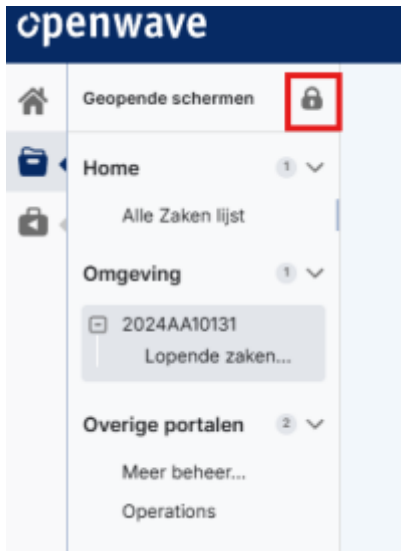 openwave
Geopende schermen
Home 1
Alle Zaken lijst
Omgeving 1
2024AA10131
Lopende zaken...
Overige portalen 2
Meer beheer...
Operations